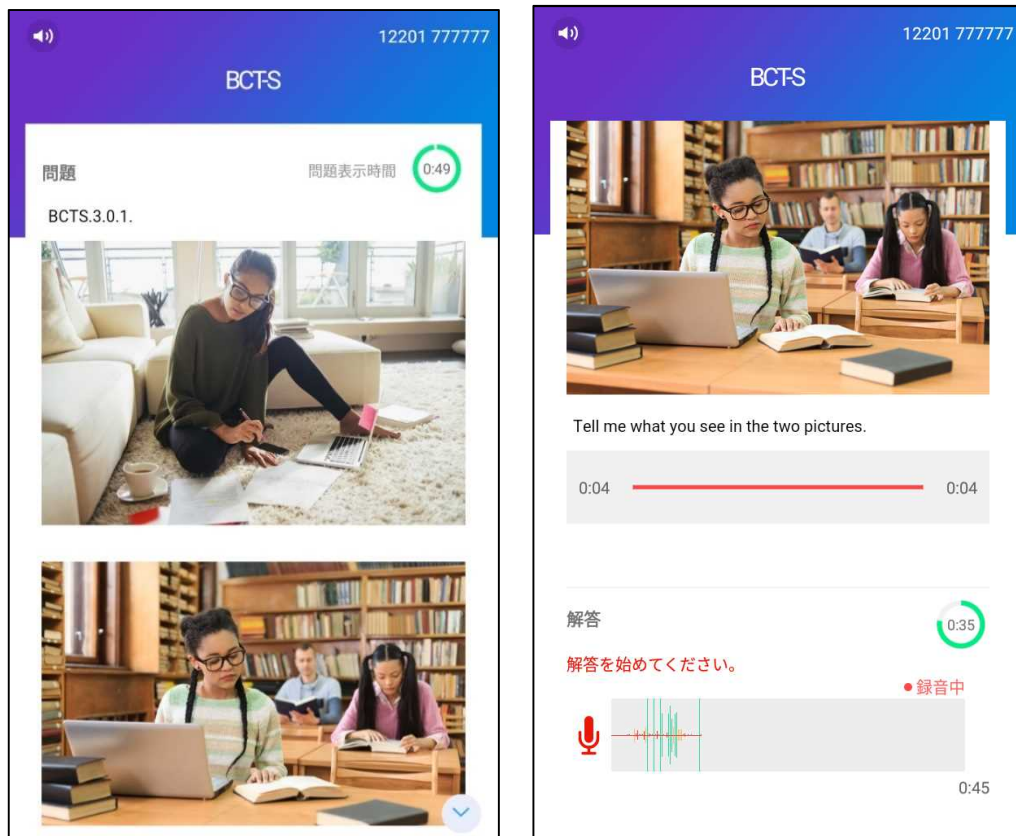 12201 777777
BCT-S
問題
問題表示時間
0:49
BCTS.3.0.1.
12201 777777
BCT-S
Tell me what you see in the two pictures.
0:04
0:04
解答
0:35
解答を始めてください。
録音中
0:45